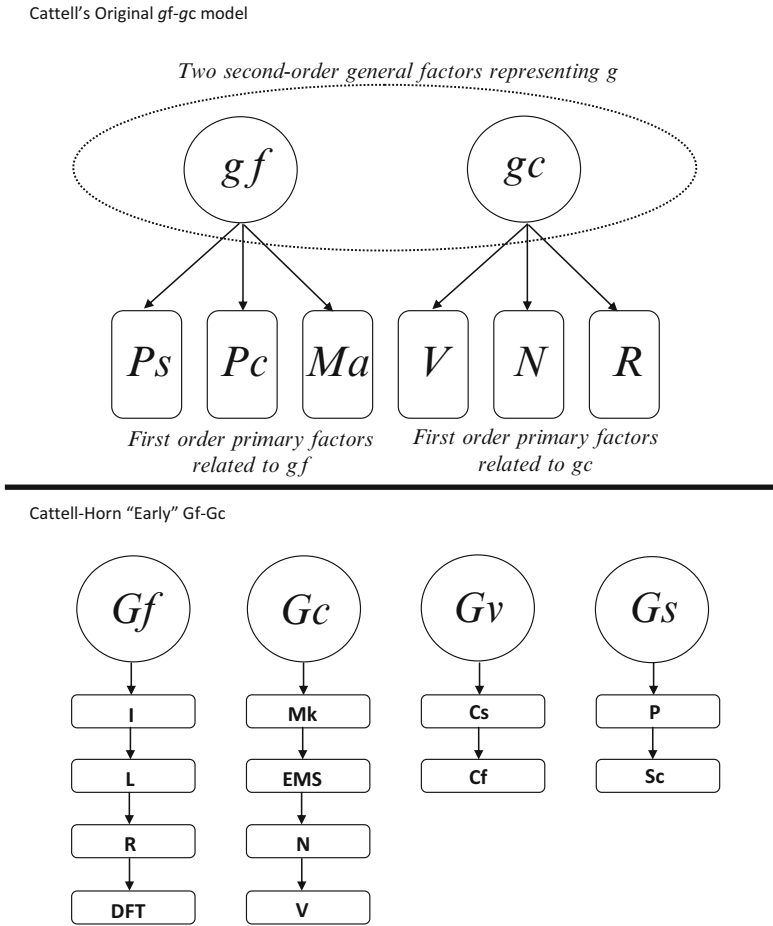 Cattell's Original gf-gc model
Two second-order general factors representing g
gf gc
Ps Pc Ma V N R
First order primary factors related to gf
First order primary factors related to gc
Cattell-Horn “Early” Gf-Gc
Gf Gc Gv Gs
I Mk Cs P
L EMS Cf Sc
R N
DFT V